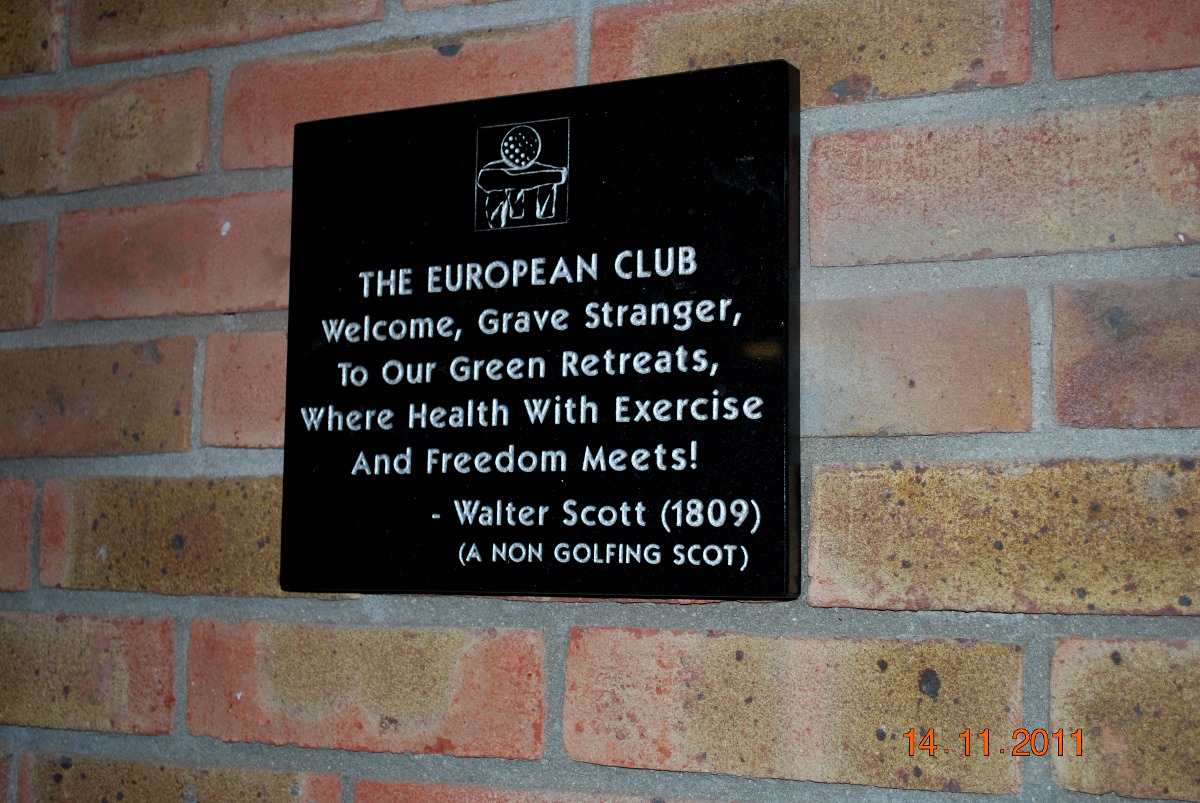 THE EUROPEAN CLUB
Welcome, Grave Stranger,
To Our Green Retreats,
Where Health With Exercise
And Freedom Meets!
- Walter Scott (1809)
(A NON GOLFING SCOT)
14.11.2011